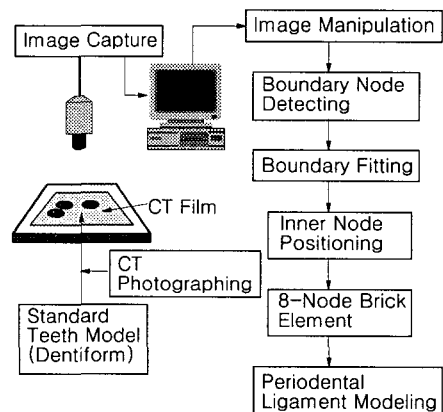 Image Capture
Image Manipulation
Boundary Node
Detecting
Boundary Fitting
CT Film
Inner Node
Positioning
CT
Photographing
Standard
Teeth Model
(Dentiform)
8-Node Brick
Element
Periodental
Ligament Modeling